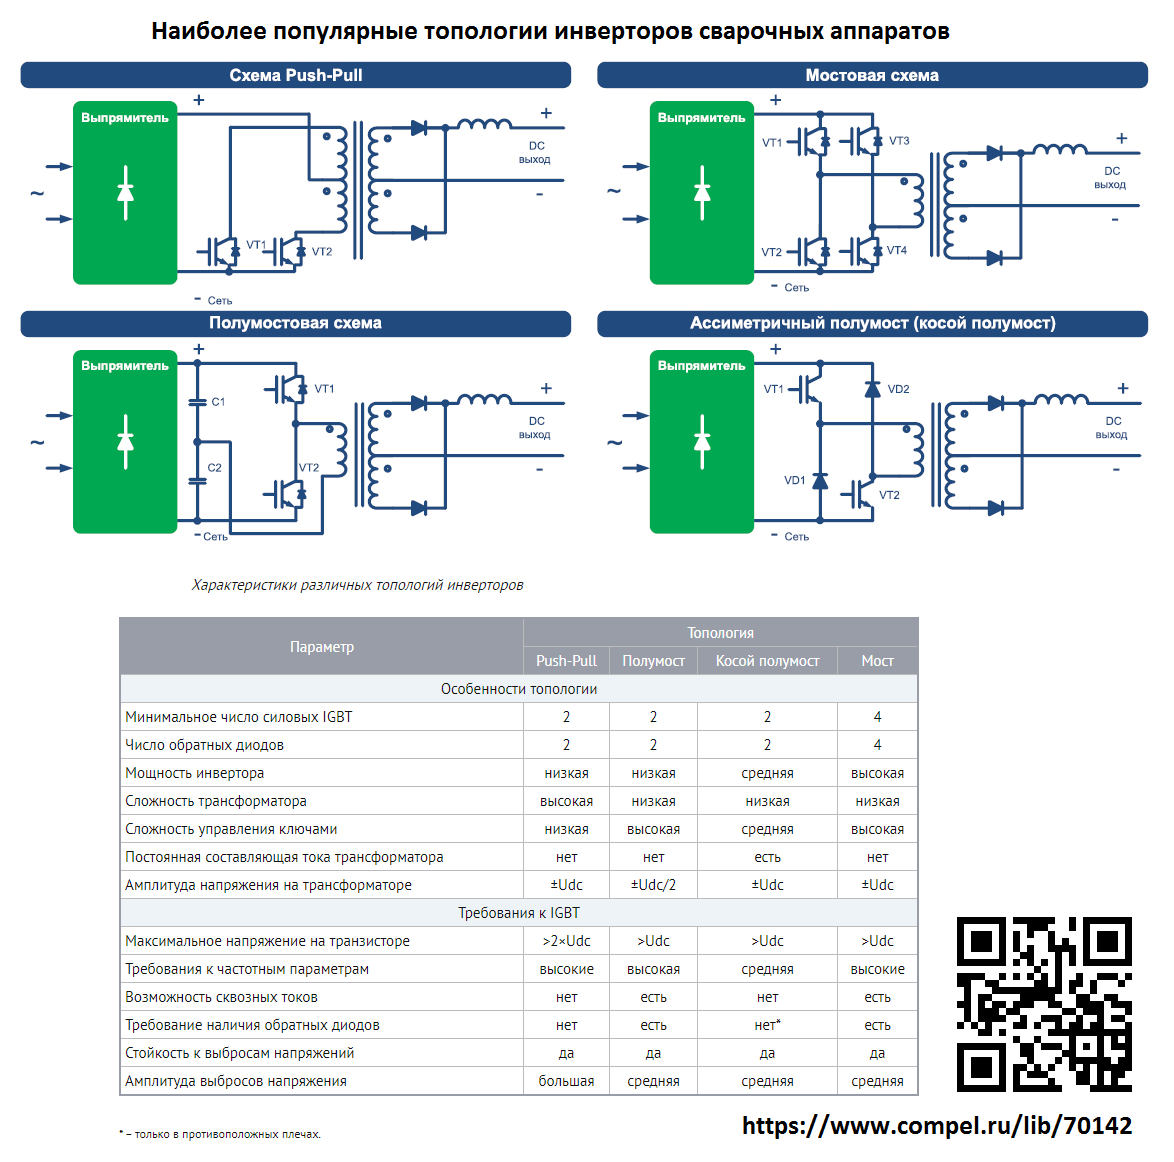 Наиболее популярные топологии инверторов сварочных аппаратов
Схема Push-Pull
Выпрямитель
+
+
DC
выход
~
-
VT1
VT2
- Сеть
Мостовая схема
Выпрямитель
+
VT1
VT3
+
DC
выход
~
-
VT2
VT4
- Сеть
Полумостовая схема
Выпрямитель
+
VT1
+
C1
DC
выход
~
C2
VT2
-
- Сеть
Ассиметричный полумост (косой полумост)
Выпрямитель
+
VT1
VD2
+
DC
выход
~
-
VD1
VT2
- Сеть
Характеристики различных топологий инверторов
Параметр
Топология
Push-Pull Полумост Косой полумост Мост
Особенности топологии
Минимальное число силовых IGBT 2 2 2 4
Число обратных диодов 2 2 2 4
Мощность инвертора низкая низкая средняя высокая
Сложность трансформатора высокая низкая низкая низкая
Сложность управления ключами низкая высокая средняя высокая
Постоянная составляющая тока трансформатора нет нет есть нет
Амплитуда напряжения на трансформаторе ±Udc ±Udc/2 ±Udc ±Udc
Требования к IGBT
Максимальное напряжение на транзисторе >2×Udc >Udc >Udc >Udc
Требования к частотным параметрам высокие высокая средняя высокие
Возможность сквозных токов нет есть нет есть
Требование наличия обратных диодов нет есть нет* есть
Стойкость к выбросам напряжений да да да да
Амплитуда выбросов напряжения большая средняя средняя средняя
* – только в противоположных плечах.
https://www.compel.ru/lib/70142